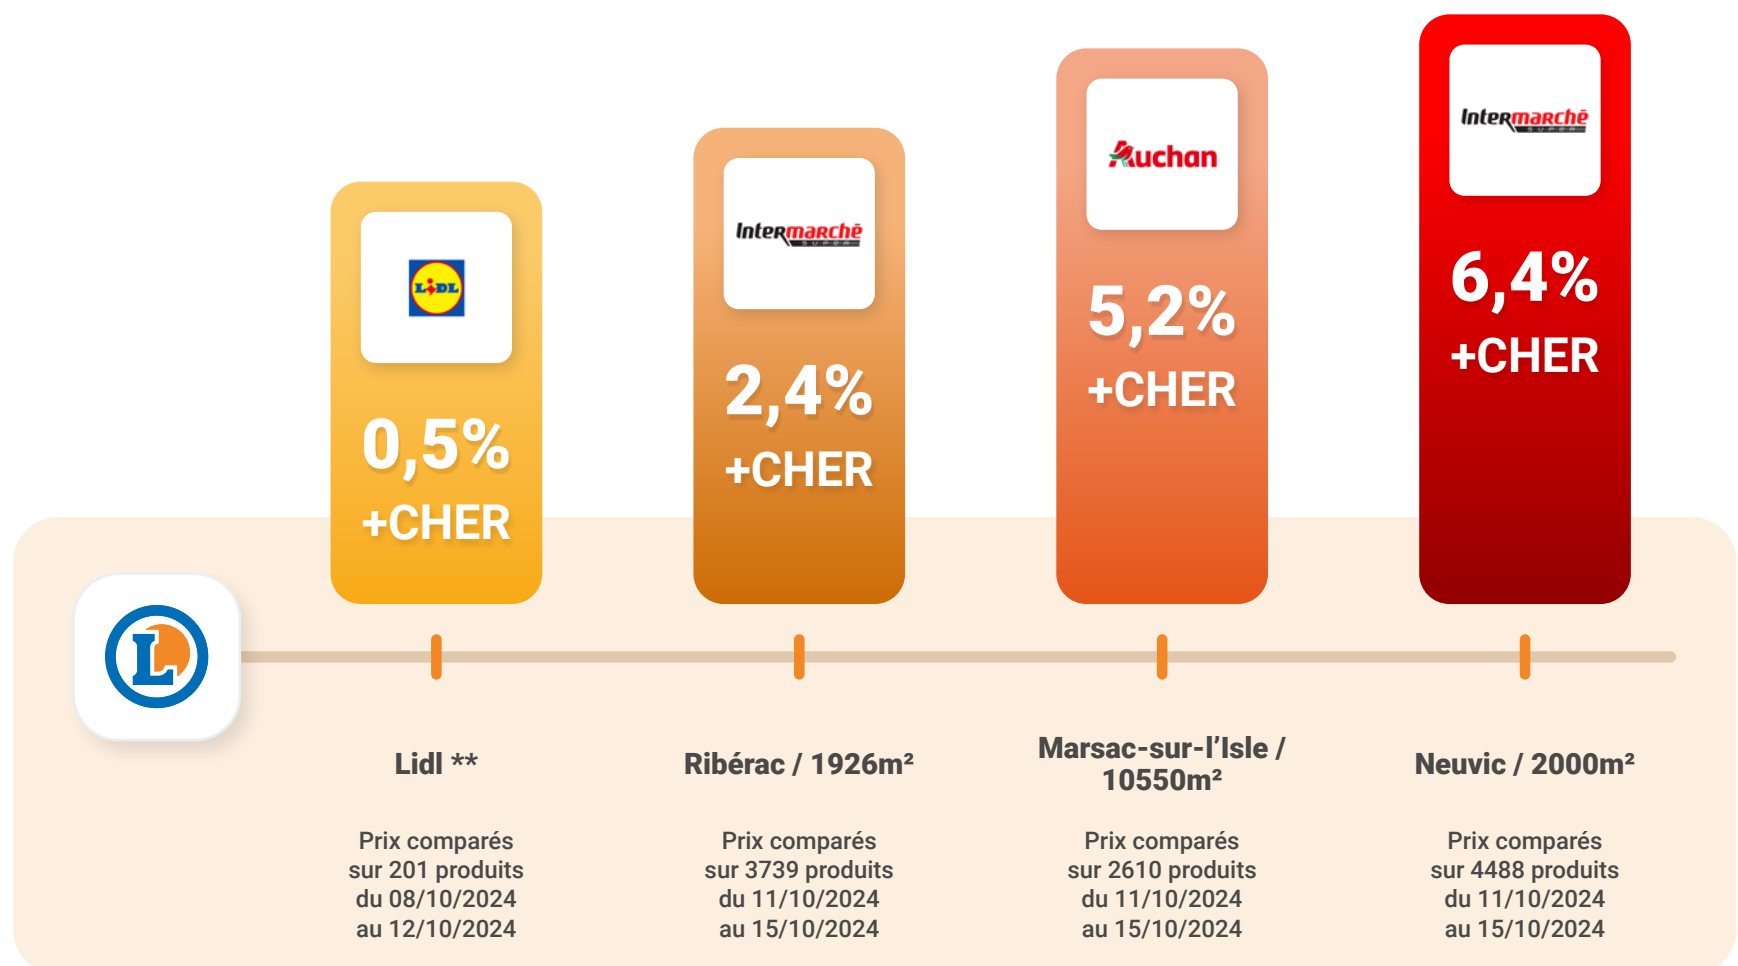 LIDL
0,5%
+CHER
Intermarchē
SUPER
2,4%
+CHER
Auchan
5,2%
+CHER
Intermarchē
SUPER
6,4%
+CHER
L
Lidl **
Prix comparés
sur 201 produits
du 08/10/2024
au 12/10/2024
Ribérac / 1926m²
Prix comparés
sur 3739 produits
du 11/10/2024
au 15/10/2024
Marsac-sur-l’Isle /
10550m²
Prix comparés
sur 2610 produits
du 11/10/2024
au 15/10/2024
Neuvic / 2000m²
Prix comparés
sur 4488 produits
du 11/10/2024
au 15/10/2024